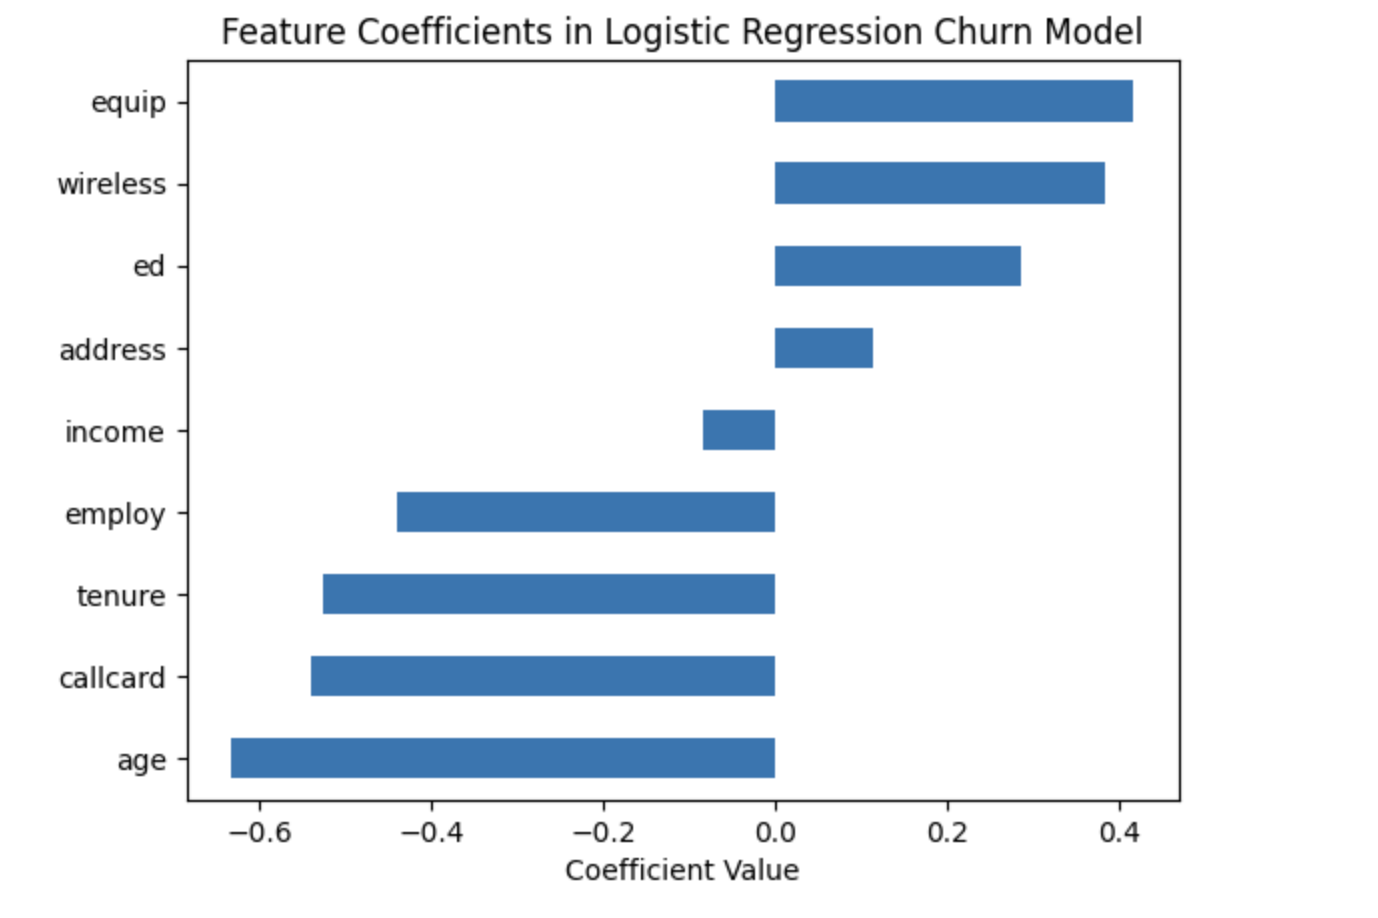 Feature Coefficients in Logistic Regression Churn Model
equip
wireless
ed
address
income
employ
tenure
callcard
age
−0.6 −0.4 −0.2 0.0 0.2 0.4
Coefficient Value